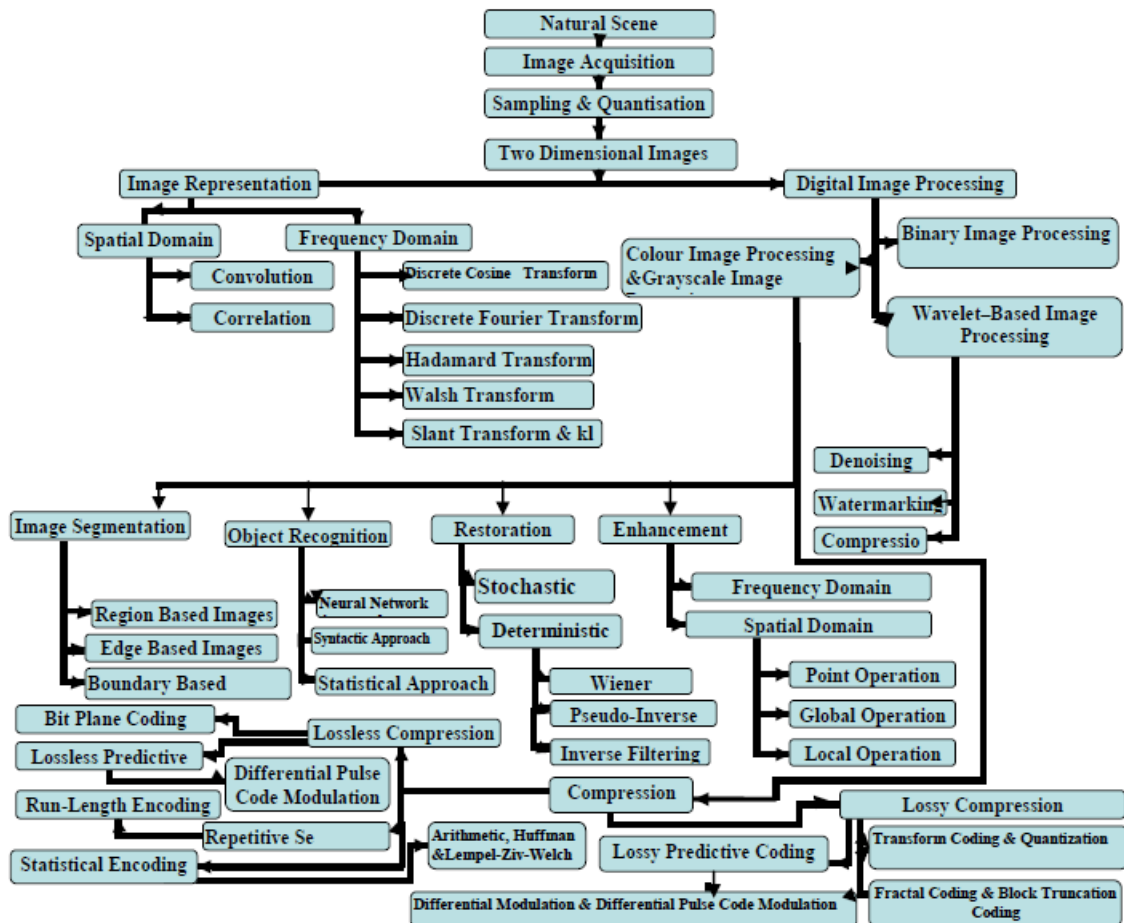 Natural Scene
Image Acquisition
Sampling & Quantisation
Two Dimensional Images
Image Representation
Digital Image Processing
Spatial Domain
Frequency Domain
Convolution
Correlation
Discrete Cosine Transform
Discrete Fourier Transform
Hadamard Transform
Walsh Transform
Slant Transform & kl
Colour Image Processing
&Grayscale Image
Binary Image Processing
Wavelet–Based Image
Processing
Denoising
Watermarking
Compressio
Image Segmentation
Object Recognition
Restoration
Enhancement
Region Based Images
Edge Based Images
Boundary Based
Neural Network
Syntactic Approach
Statistical Approach
Stochastic
Deterministic
Wiener
Pseudo-Inverse
Inverse Filtering
Frequency Domain
Spatial Domain
Point Operation
Global Operation
Local Operation
Bit Plane Coding
Lossless Compression
Lossless Predictive
Differential Pulse
Code Modulation
Run-Length Encoding
Repetitive Se
Statistical Encoding
Arithmetic, Huffman
&Lempel-Ziv-Welch
Compression
Lossy Compression
Transform Coding & Quantization
Lossy Predictive Coding
Fractal Coding & Block Truncation
Coding
Differential Modulation & Differential Pulse Code Modulation